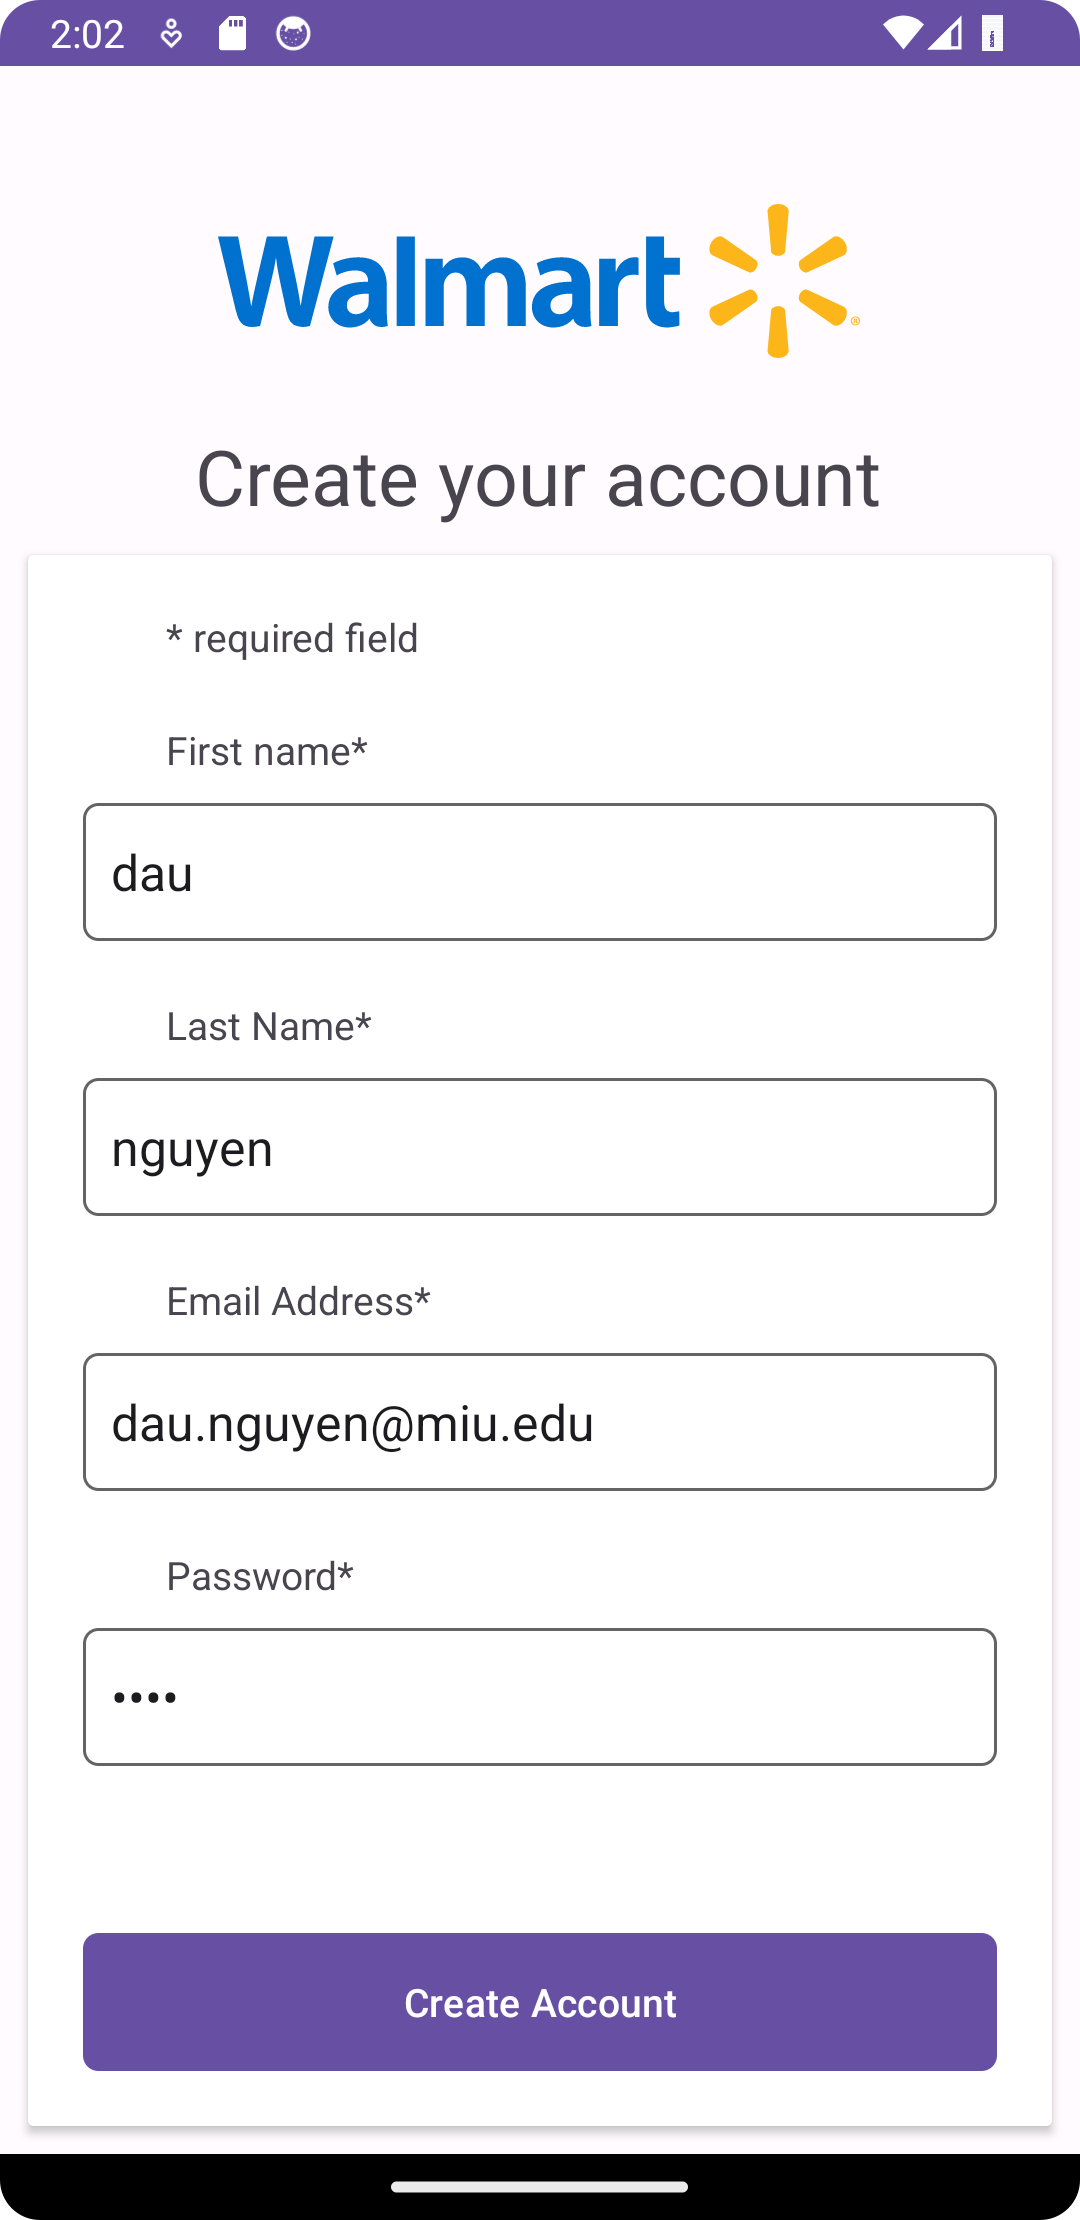 2:02
Walmart ®
Create your account
* required field
First name*
dau
Last Name*
nguyen
Email Address*
dau.nguyen@miu.edu
Password*
••••
Create Account